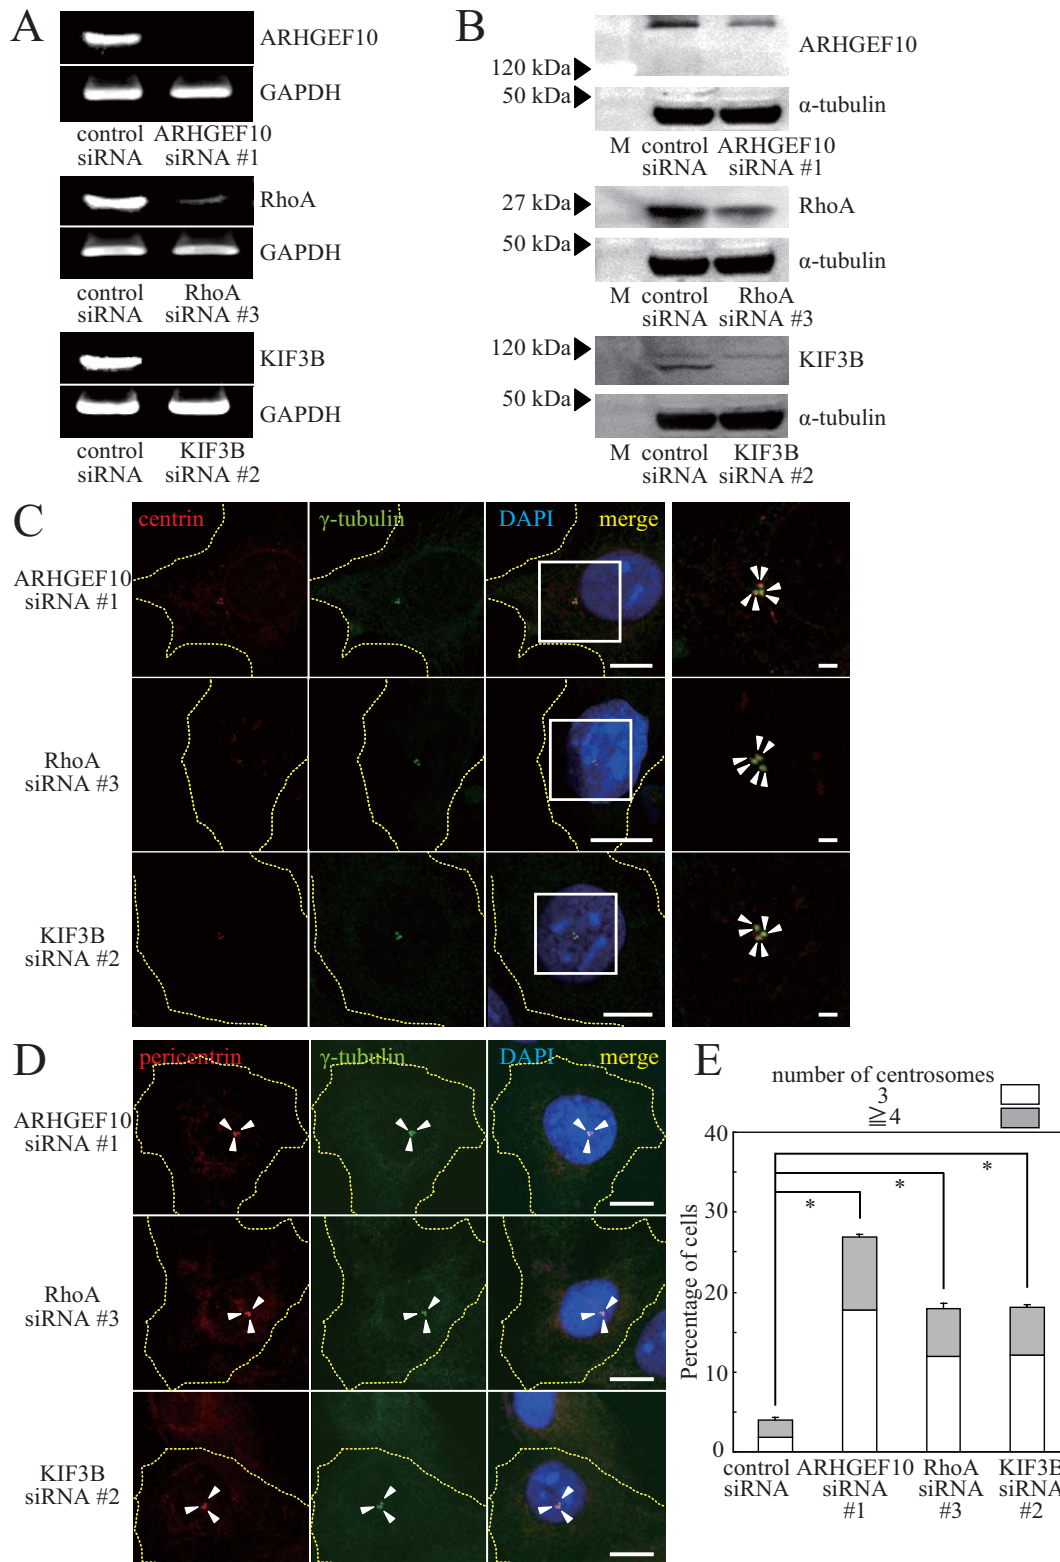 A
ARHGEF10
GAPDH
control ARHGEF10
siRNA siRNA #1
RhoA
GAPDH
control RhoA
siRNA siRNA #3
KIF3B
GAPDH
control KIF3B
siRNA siRNA #2
B
ARHGEF10
120 kDa
50 kDa
α-tubulin
M control ARHGEF10
siRNA siRNA #1
27 kDa
RhoA
50 kDa
α-tubulin
M control RhoA
siRNA siRNA #3
120 kDa
KIF3B
50 kDa
α-tubulin
M control KIF3B
siRNA siRNA #2
C
centrin γ-tubulin DAPI merge
ARHGEF10
siRNA #1
RhoA
siRNA #3
KIF3B
siRNA #2
D
pericentrin γ-tubulin DAPI merge
ARHGEF10
siRNA #1
RhoA
siRNA #3
KIF3B
siRNA #2
E
number of centrosomes
3
≧4
Percentage of cells
40
30
20
10
0
* * *
control ARHGEF10 RhoA KIF3B
siRNA siRNA siRNA siRNA
#1 #3 #2